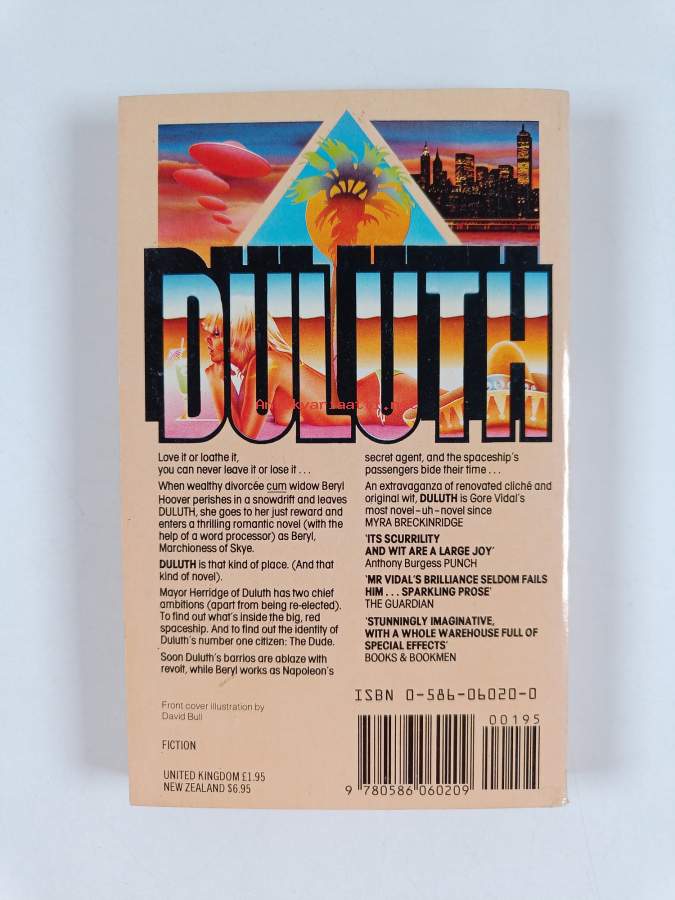 DULUTH
Love it or loathe it,
you can never leave it or lose it . . .
When wealthy divorcée cum widow Beryl
Hoover perishes in a snowdrift and leaves
DULUTH, she goes to her just reward and
enters a thrilling romantic novel (with the
help of a word processor) as Beryl,
Marchioness of Skye.
DULUTH is that kind of place. (And that
kind of novel).
Mayor Herridge of Duluth has two chief
ambitions (apart from being re-elected).
To find out what's inside the big, red
spaceship. And to find out the identity of
Duluth's number one citizen: The Dude.
Soon Duluth's barrios are ablaze with
revolt, while Beryl works as Napoleon's
secret agent, and the spaceship's
passengers bide their time . . .
An extravaganza of renovated cliché and
original wit, DULUTH is Gore Vidal's
most novel–uh–novel since
MYRA BRECKINRIDGE
'ITS SCURRILITY
AND WIT ARE A LARGE JOY'
Anthony Burgess PUNCH
'MR VIDAL'S BRILLIANCE SELDOM FAILS
HIM . . . SPARKLING PROSE'
THE GUARDIAN
'STUNNINGLY IMAGINATIVE,
WITH A WHOLE WAREHOUSE FULL OF
SPECIAL EFFECTS'
BOOKS & BOOKMEN
Front cover illustration by
David Bull
FICTION
UNITED KINGDOM £1.95
NEW ZEALAND $6.95
ISBN 0-586-06020-0
00195
9 780586 060209